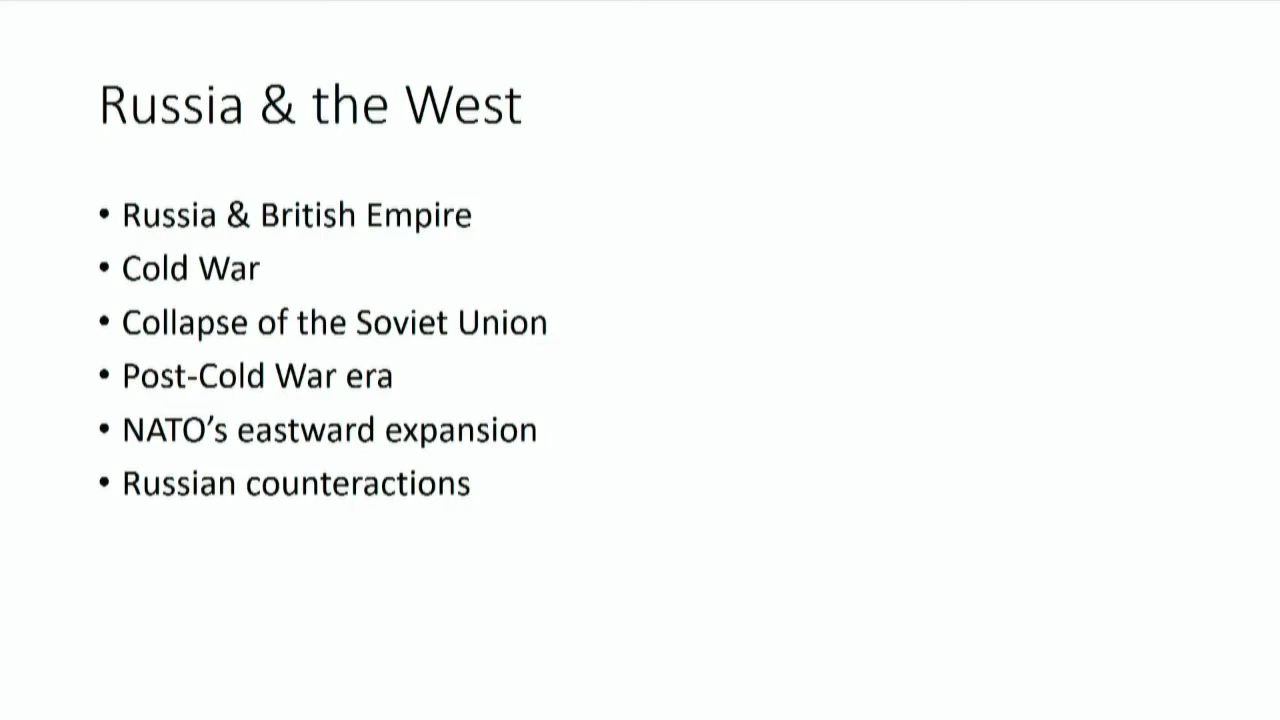 Russia & the West
• Russia & British Empire
• Cold War
• Collapse of the Soviet Union
• Post-Cold War era
• NATO’s eastward expansion
• Russian counteractions